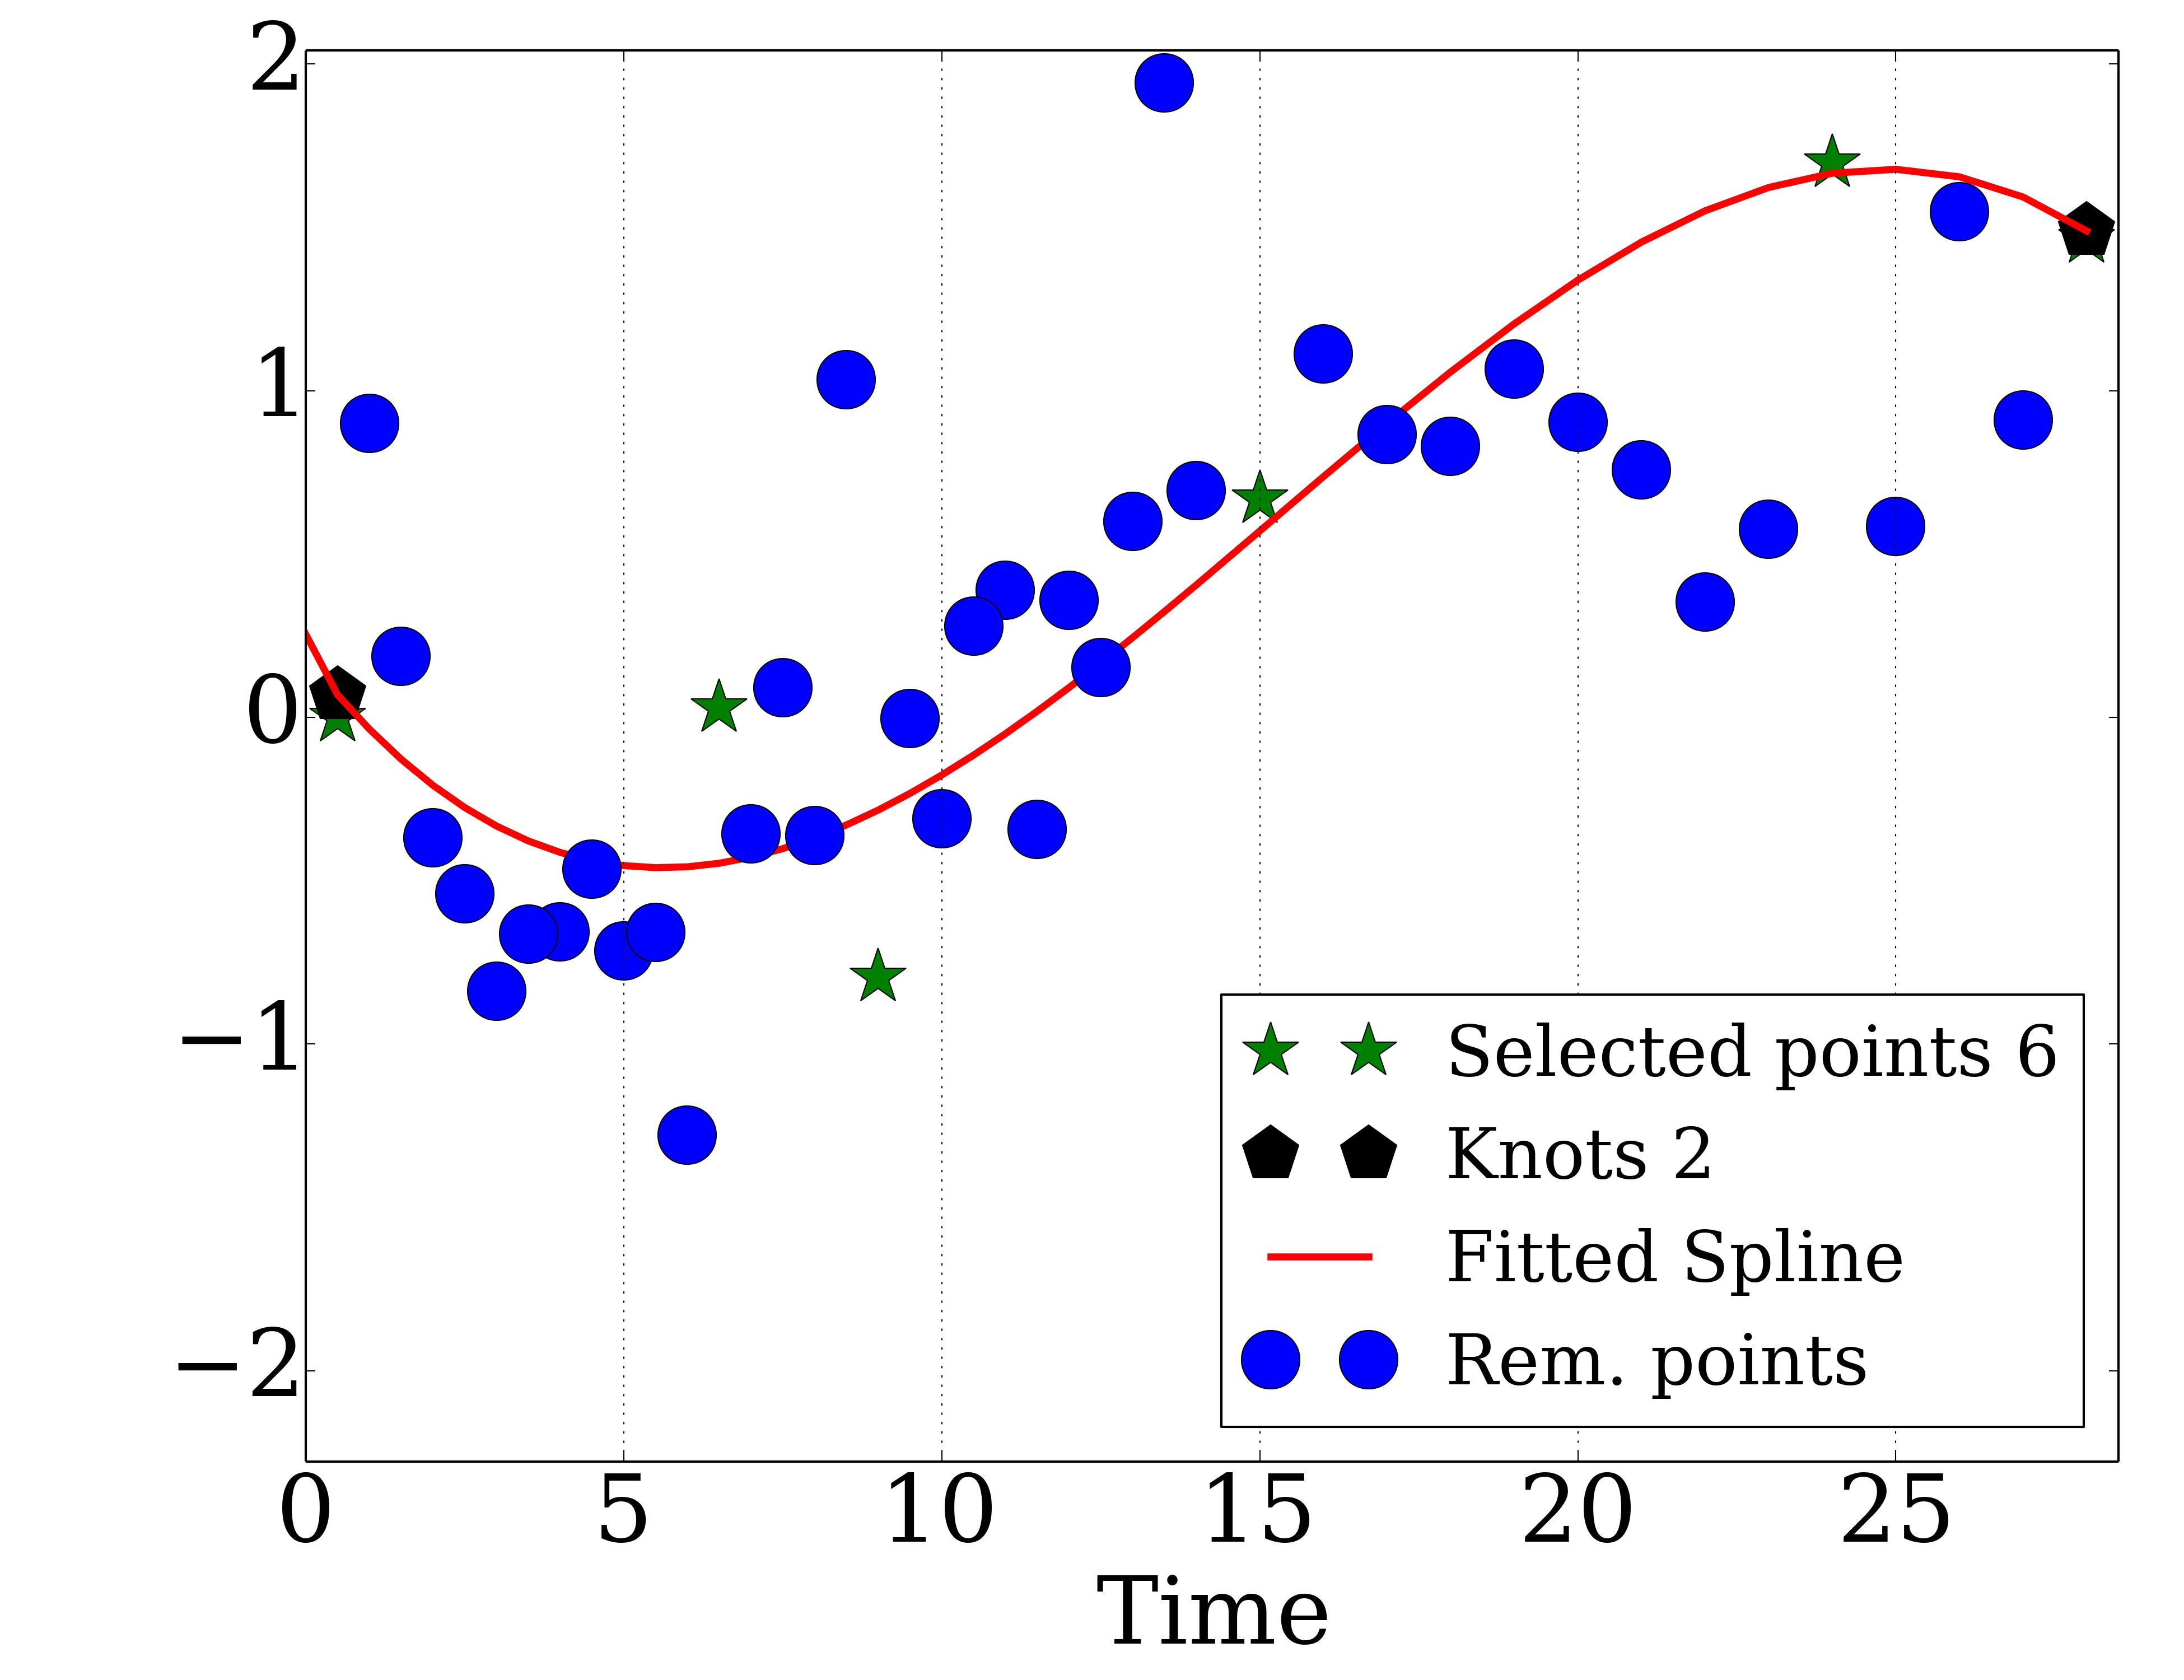 2
1
0
−1
−2
0 5 10 15 20 25
Time
Selected points 6
Knots 2
Fitted Spline
Rem. points